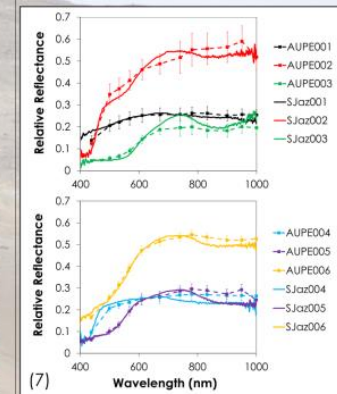 0.7
0.6
0.5
0.4
0.3
0.2
0.1
0
Relative Reflectance
400 600 800 1000
AUPE001
AUPE002
AUPE003
SJaz001
SJaz002
SJaz003
0.7
0.6
0.5
0.4
0.3
0.2
0.1
0
Relative Reflectance
400 600 800 1000
Wavelength (nm)
AUPE004
AUPE005
AUPE006
SJaz004
SJaz005
SJaz006
(7)